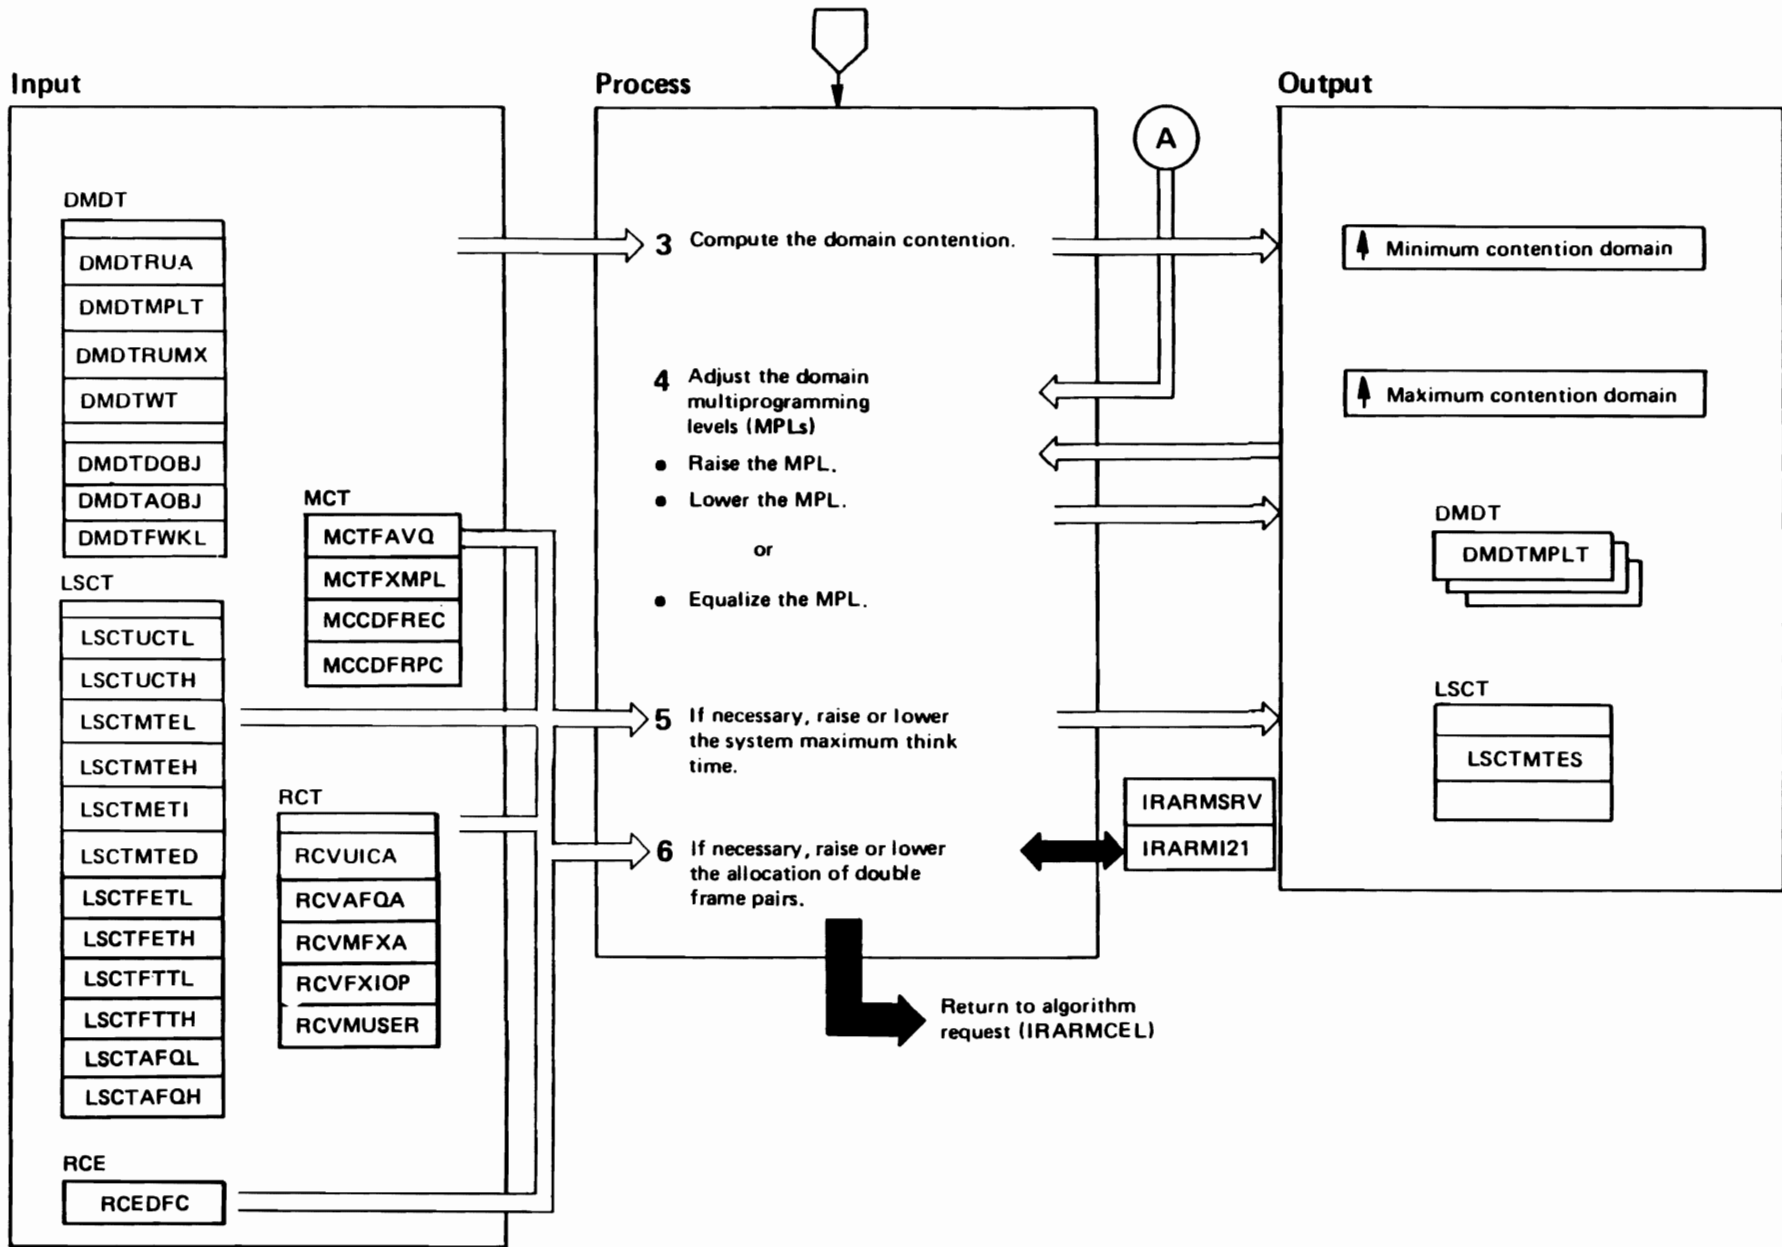 Input
DMDT
DMDTRUA
DMDTMPLT
DMDTRUMX
DMDTWT
DMDTDOBJ
DMDTAOBJ
DMDTFWKL
LSCT
LSCTUCTL
LSCTUCTH
LSCTMTEL
LSCTMTEH
LSCTMETI
LSCTMTED
LSCTFETL
LSCTFETH
LSCTFTTL
LSCTFTTH
LSCTAFQL
LSCTAFQH
RCE
RCEDFC
MCT
MCTFAVQ
MCTFXMPL
MCCDFREC
MCCDFRPC
RCT
RCVUICA
RCVAFQA
RCVMFXA
RCVFXIOP
RCVMUSER
Process
3 Compute the domain contention.
4 Adjust the domain
multiprogramming
levels (MPLs)
• Raise the MPL.
• Lower the MPL.
or
• Equalize the MPL.
5 If necessary, raise or lower
the system maximum think
time.
6 If necessary, raise or lower
the allocation of double
frame pairs.
Return to algorithm
request (IRARMCEL)
A
IRARMSRV
IRARMI21
Output
Minimum contention domain
Maximum contention domain
DMDT
DMDTMPLT
LSCT
LSCTMTES